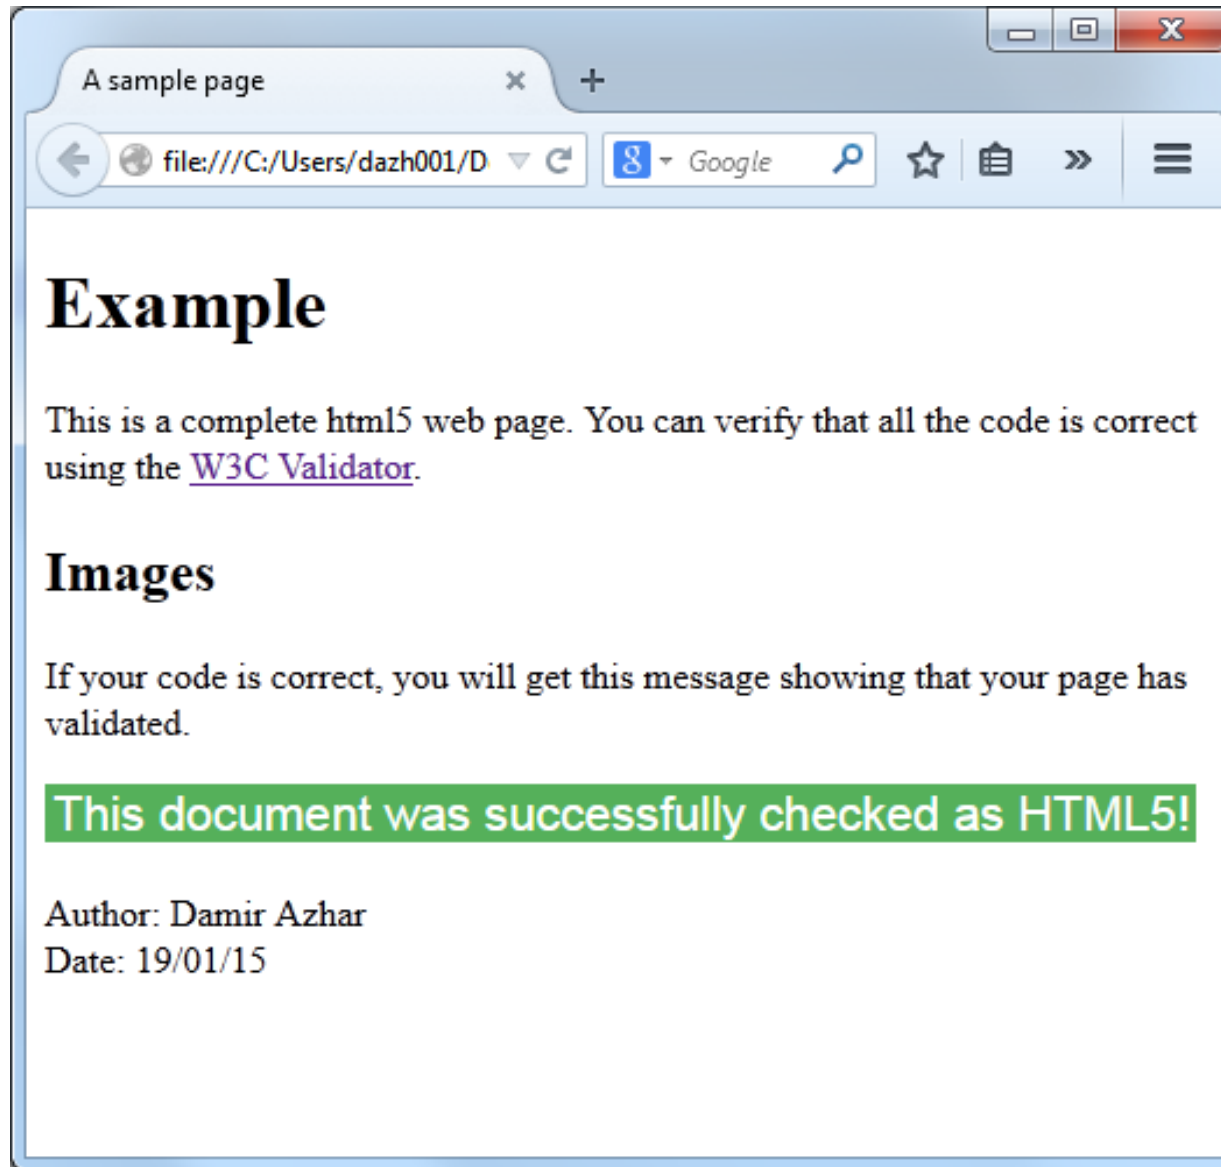 A sample page
file:///C:/Users/dazh001/D
8 Google
Example
This is a complete html5 web page. You can verify that all the code is correct
using the W3C Validator.
Images
If your code is correct, you will get this message showing that your page has
validated.
This document was successfully checked as HTML5!
Author: Damir Azhar
Date: 19/01/15